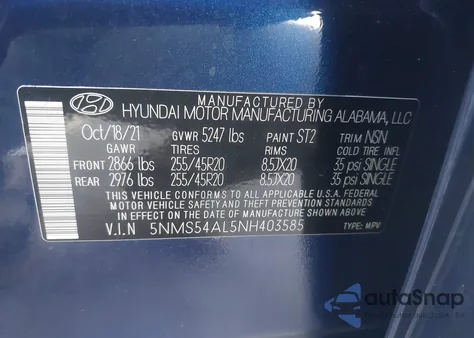 MANUFACTURED BY
HYUNDAI MOTOR MANUFACTURING ALABAMA, LLC
Oct/18/21 GVWR 5247 lbs PAINT ST2 TRIM NSN
GAWR TIRES RIMS COLD TIRE INFL
FRONT 2866 lbs 255/45R20 8.5JX20 35 psi SINGLE
REAR 2976 lbs 255/45R20 8.5JX20 35 psi SINGLE
THIS VEHICLE CONFORMS TO ALL APPLICABLE U.S.A. FEDERAL
MOTOR VEHICLE SAFETY AND BUMPER STANDARDS IN EFFECT ON
THE DATE OF MANUFACTURE SHOWN ABOVE.
V.I.N 5NMS54AL5NH403585 TYPE: MPV
autoSnap